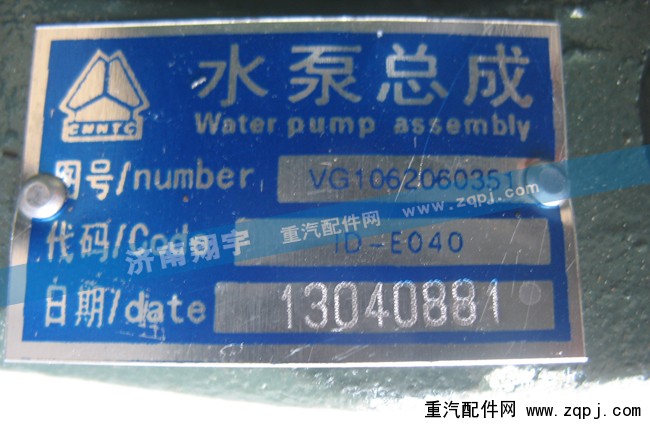 水泵总成
CNHTC
Water pump assembly
图号/number VG1062060351
www.zqpj.com
重汽配件网
济南翔宇
代码/Code JD-E040
日期/date 13040881
重汽配件网 www.zqpj.com